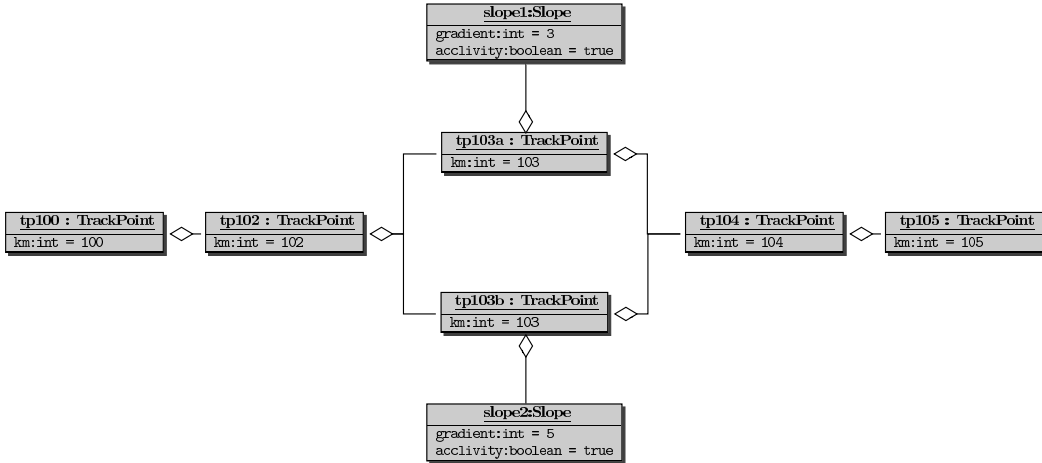 slope1:Slope
gradient:int = 3
acclivity:boolean = true
tp103a : TrackPoint
km:int = 103
tp100 : TrackPoint
km:int = 100
tp102 : TrackPoint
km:int = 102
tp104 : TrackPoint
km:int = 104
tp105 : TrackPoint
km:int = 105
tp103b : TrackPoint
km:int = 103
slope2:Slope
gradient:int = 5
acclivity:boolean = true